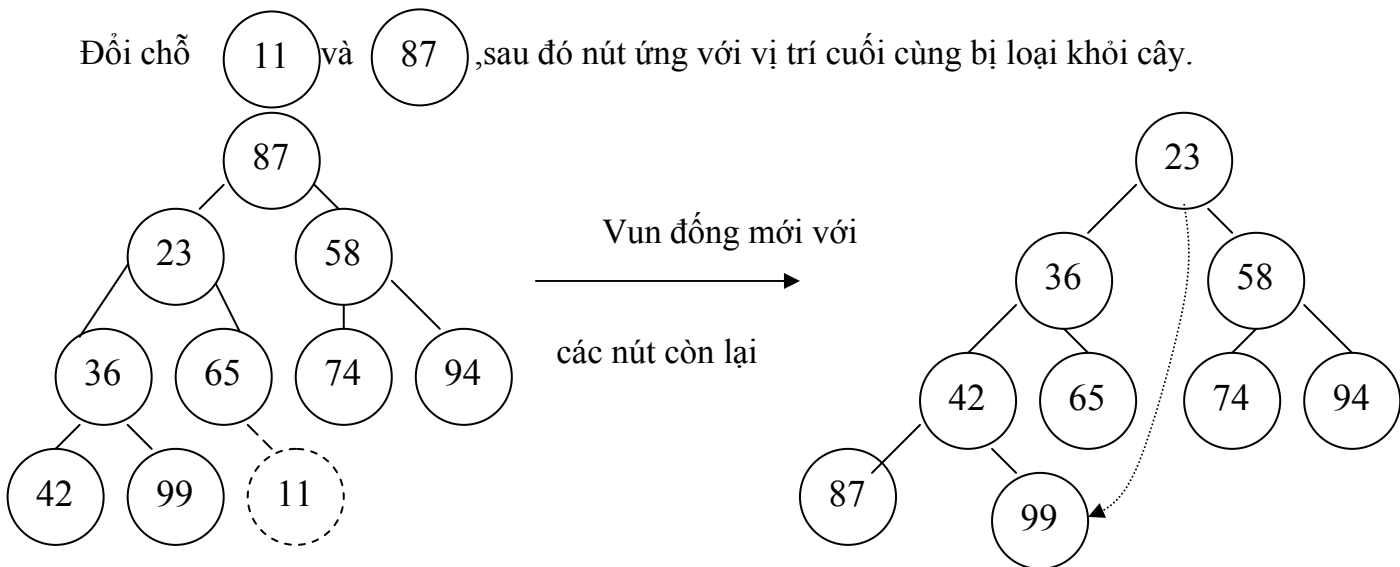 Đổi chỗ 11 và 87 ,sau đó nút ứng với vị trí cuối cùng bị loại khỏi cây.
87
23 58
36 65 74 94
42 99 11
Vun đống mới với
các nút còn lại
23
36 58
42 65 74 94
87 99